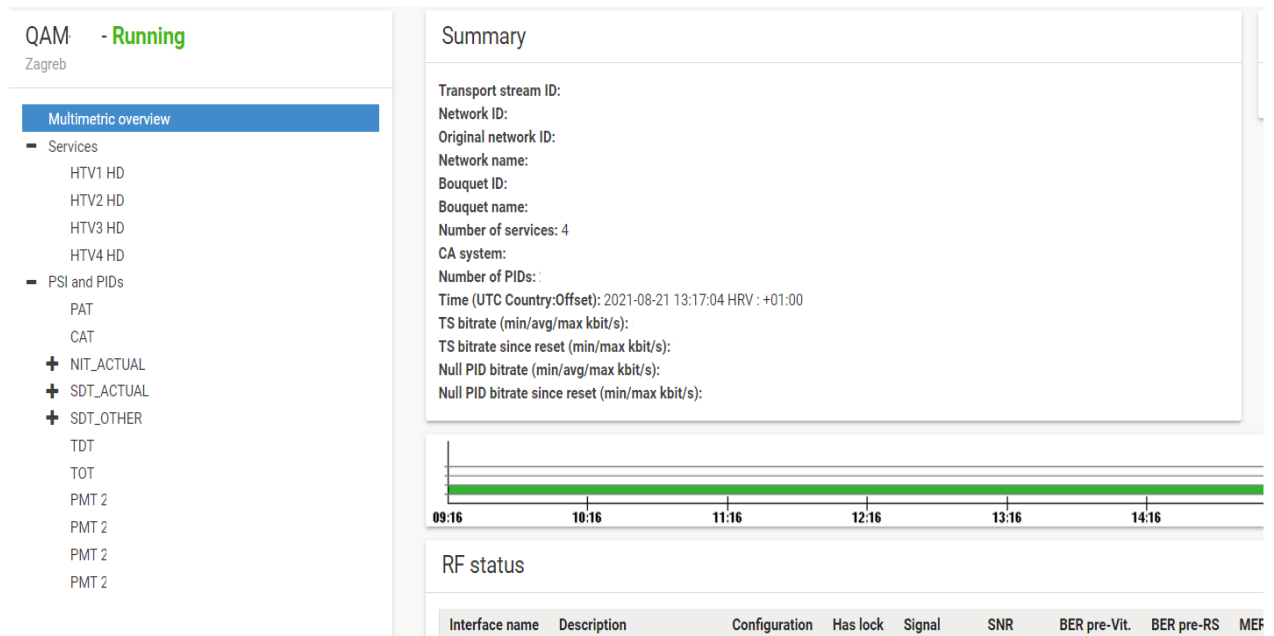 QAM - Running
Zagreb
Multimetric overview
Services
HTV1 HD
HTV2 HD
HTV3 HD
HTV4 HD
PSI and PIDs
PAT
CAT
NIT_ACTUAL
SDT_ACTUAL
SDT_OTHER
TDT
TOT
PMT 2
PMT 2
PMT 2
PMT 2
Summary
Transport stream ID:
Network ID:
Original network ID:
Network name:
Bouquet ID:
Bouquet name:
Number of services: 4
CA system:
Number of PIDs:
Time (UTC Country:Offset): 2021-08-21 13:17:04 HRV : +01:00
TS bitrate (min/avg/max kbit/s):
TS bitrate since reset (min/max kbit/s):
Null PID bitrate (min/avg/max kbit/s):
Null PID bitrate since reset (min/max kbit/s):
09:16 10:16 11:16 12:16 13:16 14:16
RF status
Interface name Description Configuration Has lock Signal SNR BER pre-Vit. BER pre-RS MER